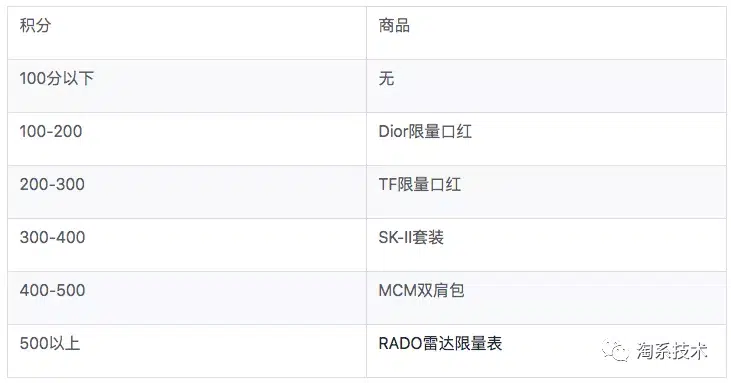 积分 商品
100分以下 无
100-200 Dior限量口红
200-300 TF限量口红
300-400 SK-II套装
400-500 MCM双肩包
500以上 RADO雷达限量表
淘系技术